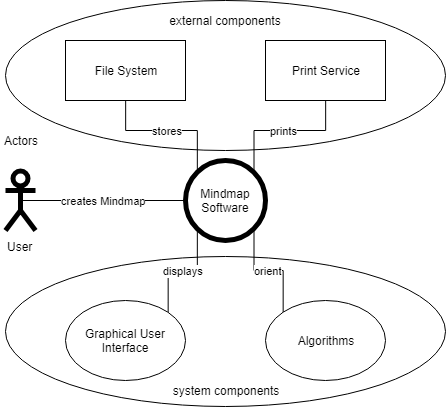 external components
File System
Print Service
stores
prints
Actors
Mindmap
Software
creates Mindmap
User
displays
orient
Graphical User
Interface
Algorithms
system components